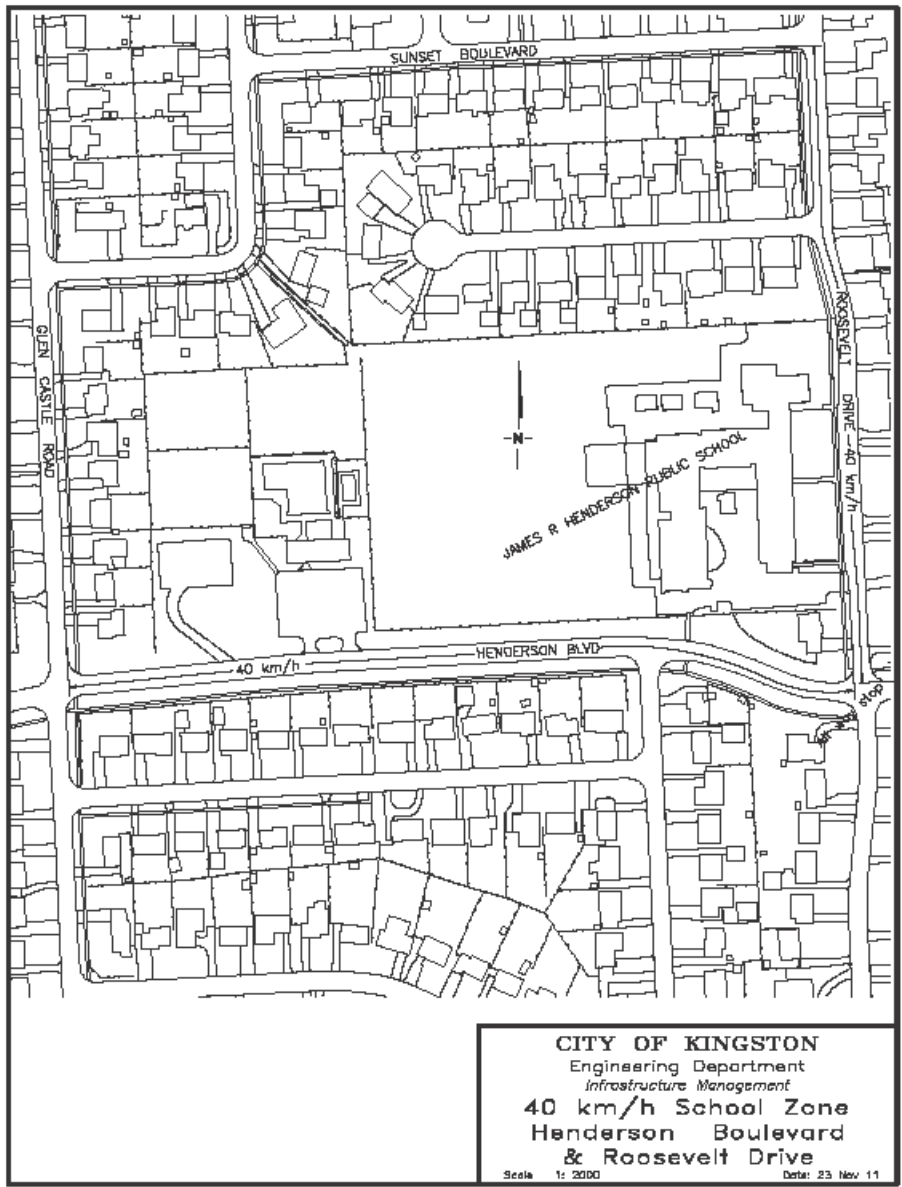 SUNSET BOULEVARD
GLEN CASTLE ROAD
ROOSEVELT DRIVE
40 km/h
N
JAMES R HENDERSON PUBLIC SCHOOL
HENDERSON BLVD
40 km/h
CITY OF KINGSTON
Engineering Department
Infrastructure Management
40 km/h School Zone
Henderson Boulevard
& Roosevelt Drive
Scale 1: 2000 Date: 23 Nov 11